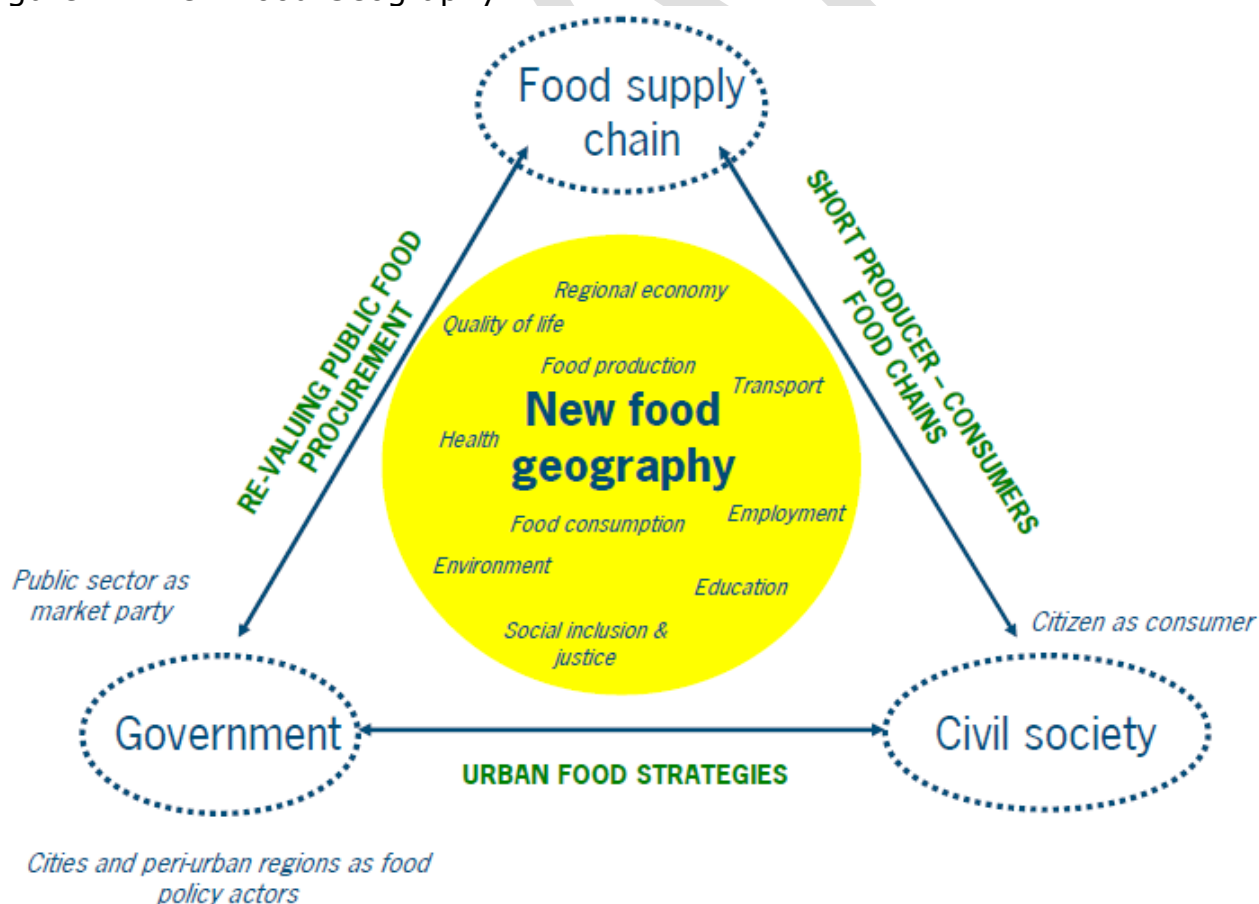 Food supply
chain
RE-VALUING PUBLIC FOOD
PROCUREMENT
SHORT PRODUCER – CONSUMERS
FOOD CHAINS
Regional economy
Quality of life
Food production
Transport
New food
geography
Health
Food consumption
Employment
Environment
Education
Social inclusion &
justice
Public sector as
market party
Citizen as consumer
Government
Civil society
URBAN FOOD STRATEGIES
Cities and peri-urban regions as food
policy actors